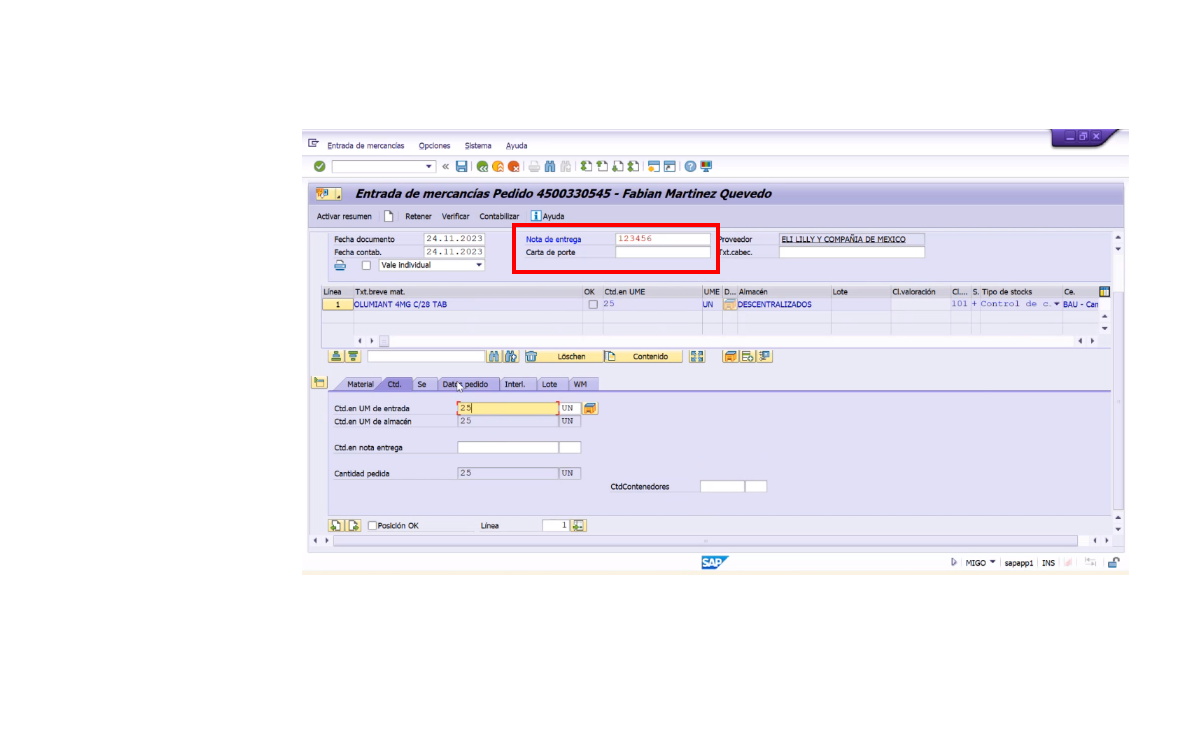 Entrada de mercancías Opciones Sistema Ayuda
Entrada de mercancías Pedido 4500330545 - Fabian Martinez Quevedo
Activar resumen Retener Verificar Contabilizar Ayuda
Fecha documento 24.11.2023 Nota de entrega 123456 Proveedor ELI LILLY Y COMPAÑIA DE MEXICO
Fecha contab. 24.11.2023 Carta de porte Txt.cabec.
Vale individual
Línea Txt.breve mat. OK Ctd.en UME UME D... Almacén Lote Cl.valoración Cl.... S. Tipo de stocks Ce.
1 OLUMIANT 4MG C/28 TAB 25 UN DESCENTRALIZADOS 101 + Control de c. BAU - Can
Löschen Contenido
Material Ctd. Se Datos pedido Interl. Lote WM
Ctd.en UM de entrada 25 UN
Ctd.en UM de almacén 25 UN
Ctd.en nota entrega
Cantidad pedida 25 UN
CtdContenedores
Posición OK Línea 1
SAP MIGO sapapp1 INS